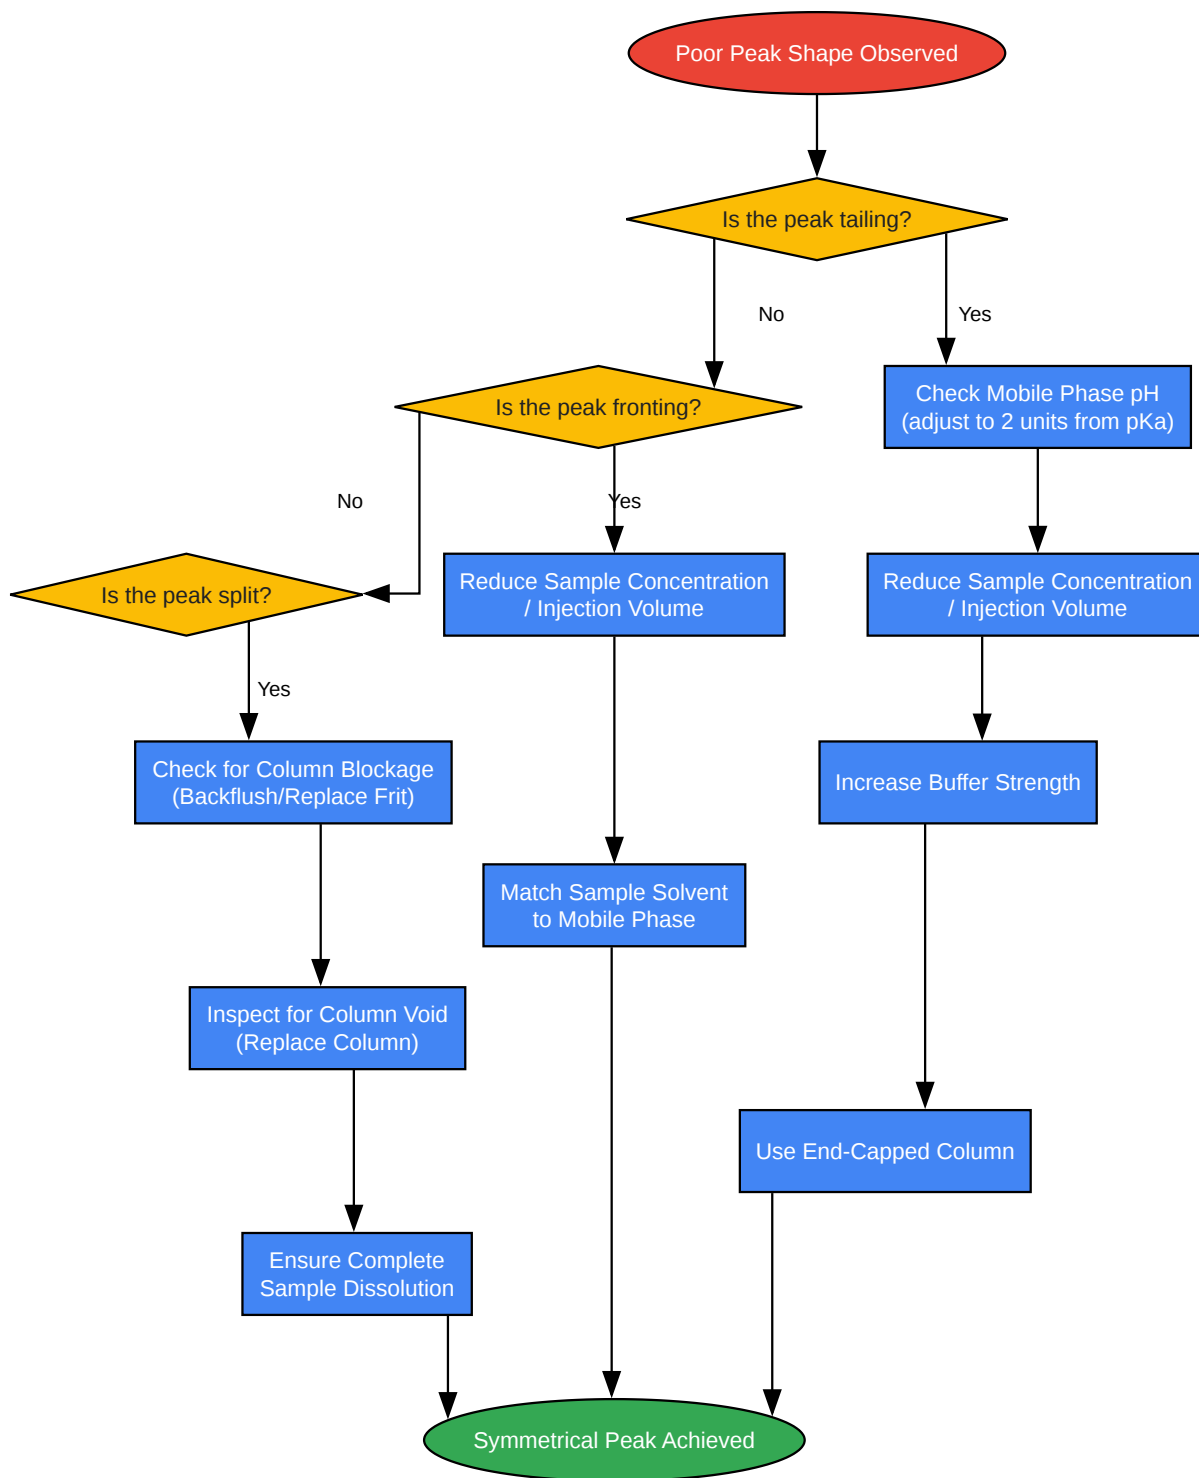 Poor Peak Shape Observed
Is the peak tailing?
No
Yes
Is the peak fronting?
Check Mobile Phase pH
(adjust to 2 units from pKa)
No
Yes
Is the peak split?
Reduce Sample Concentration
/ Injection Volume
Reduce Sample Concentration
/ Injection Volume
Yes
Check for Column Blockage
(Backflush/Replace Frit)
Increase Buffer Strength
Match Sample Solvent
to Mobile Phase
Inspect for Column Void
(Replace Column)
Use End-Capped Column
Ensure Complete
Sample Dissolution
Symmetrical Peak Achieved